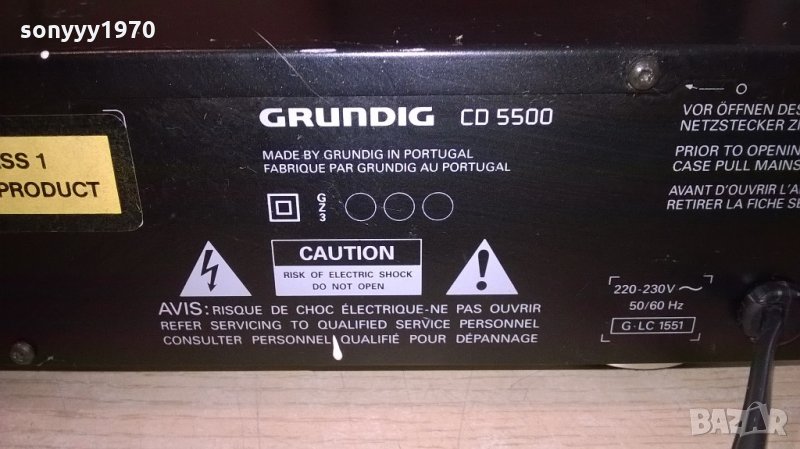 sonyyy1970
GRUNDIG CD 5500
MADE BY GRUNDIG IN PORTUGAL
FABRIQUE PAR GRUNDIG AU PORTUGAL
GZ3
SS 1
PRODUCT
VOR ÖFFNEN DES
NETZSTECKER
PRIOR TO OPENING
CASE PULL MAINS
AVANT D'OUVRIR
RETIRER LA FICHE
CAUTION
RISK OF ELECTRIC SHOCK
DO NOT OPEN
AVIS: RISQUE DE CHOC ÉLECTRIQUE-NE PAS OUVRIR
REFER SERVICING TO QUALIFIED SERVICE PERSONNEL
CONSULTER PERSONNEL QUALIFIÉ POUR DÉPANNAGE
220-230V ~
50/60 Hz
G·LC 1551
BAZAR